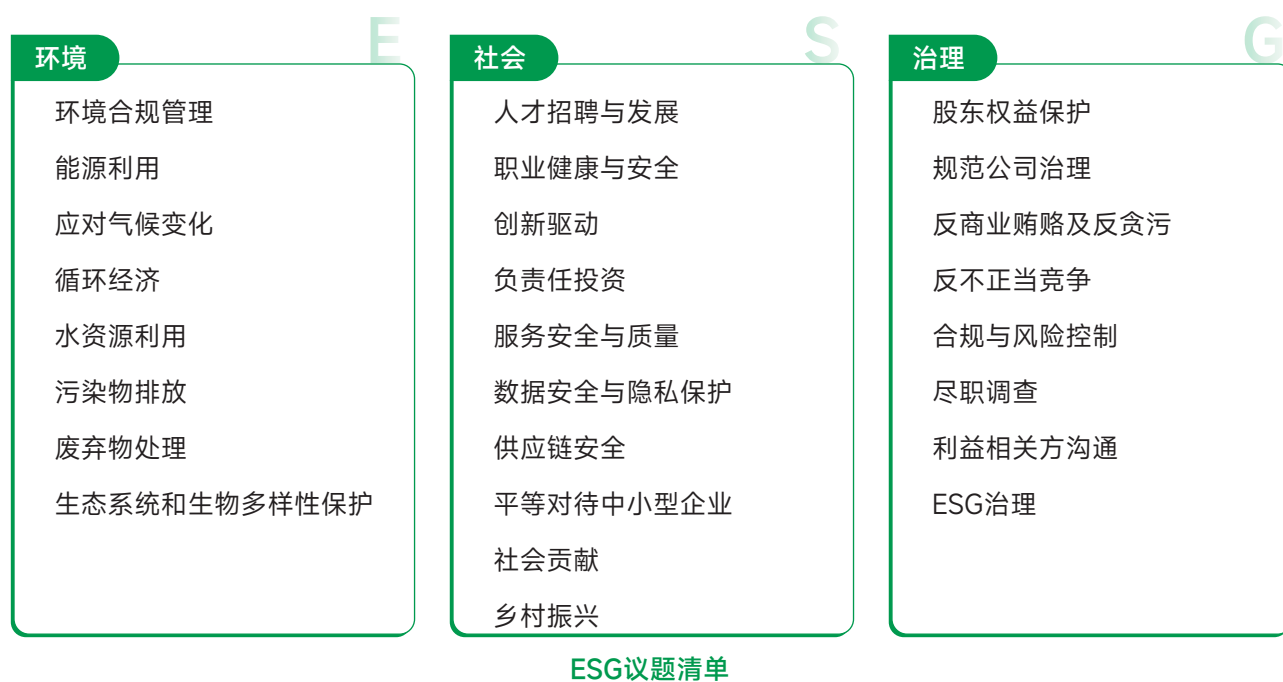 E
环境
环境合规管理
能源利用
应对气候变化
循环经济
水资源利用
污染物排放
废弃物处理
生态系统和生物多样性保护
S
社会
人才招聘与发展
职业健康与安全
创新驱动
负责任投资
服务安全与质量
数据安全与隐私保护
供应链安全
平等对待中小型企业
社会贡献
乡村振兴
G
治理
股东权益保护
规范公司治理
反商业贿赂及反贪污
反不正当竞争
合规与风险控制
尽职调查
利益相关方沟通
ESG治理
ESG议题清单